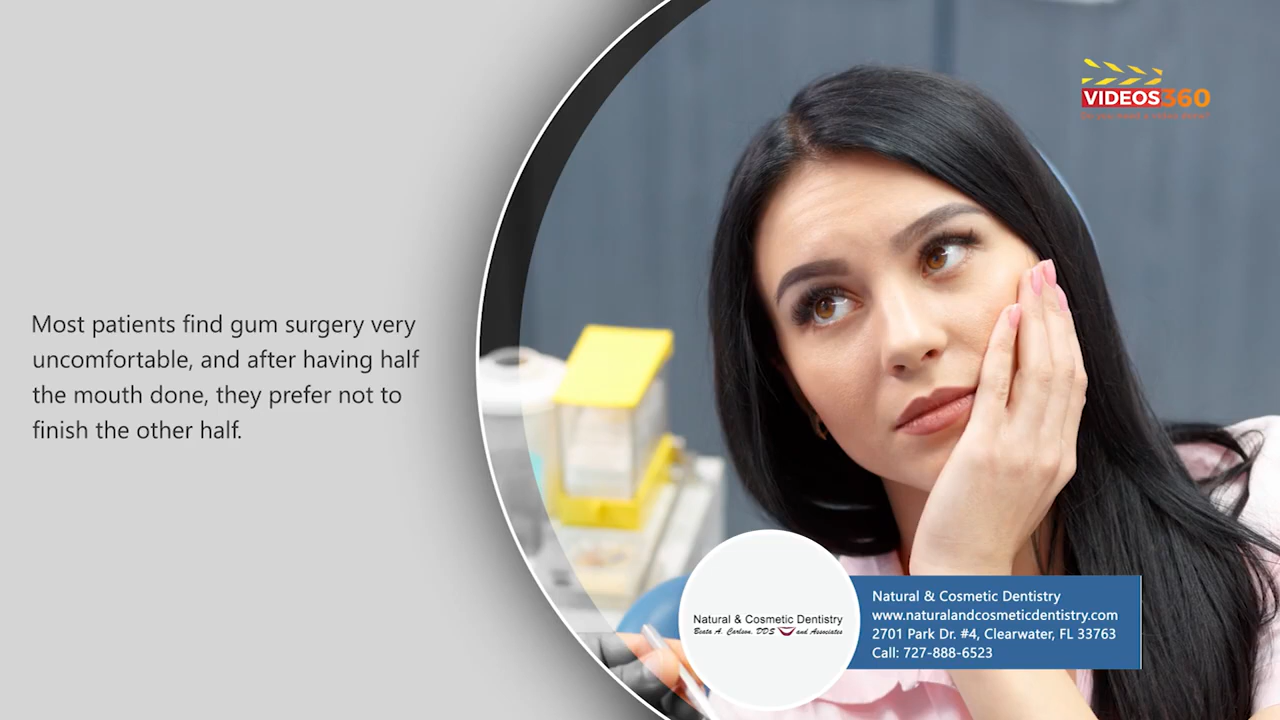 Most patients find gum surgery very
uncomfortable, and after having half
the mouth done, they prefer not to
finish the other half.
VIDEOS360
Natural & Cosmetic Dentistry
Beata A. Carlson, DDS and Associates
Natural & Cosmetic Dentistry
www.naturalandcosmeticdentistry.com
2701 Park Dr. #4, Clearwater, FL 33763
Call: 727-888-6523